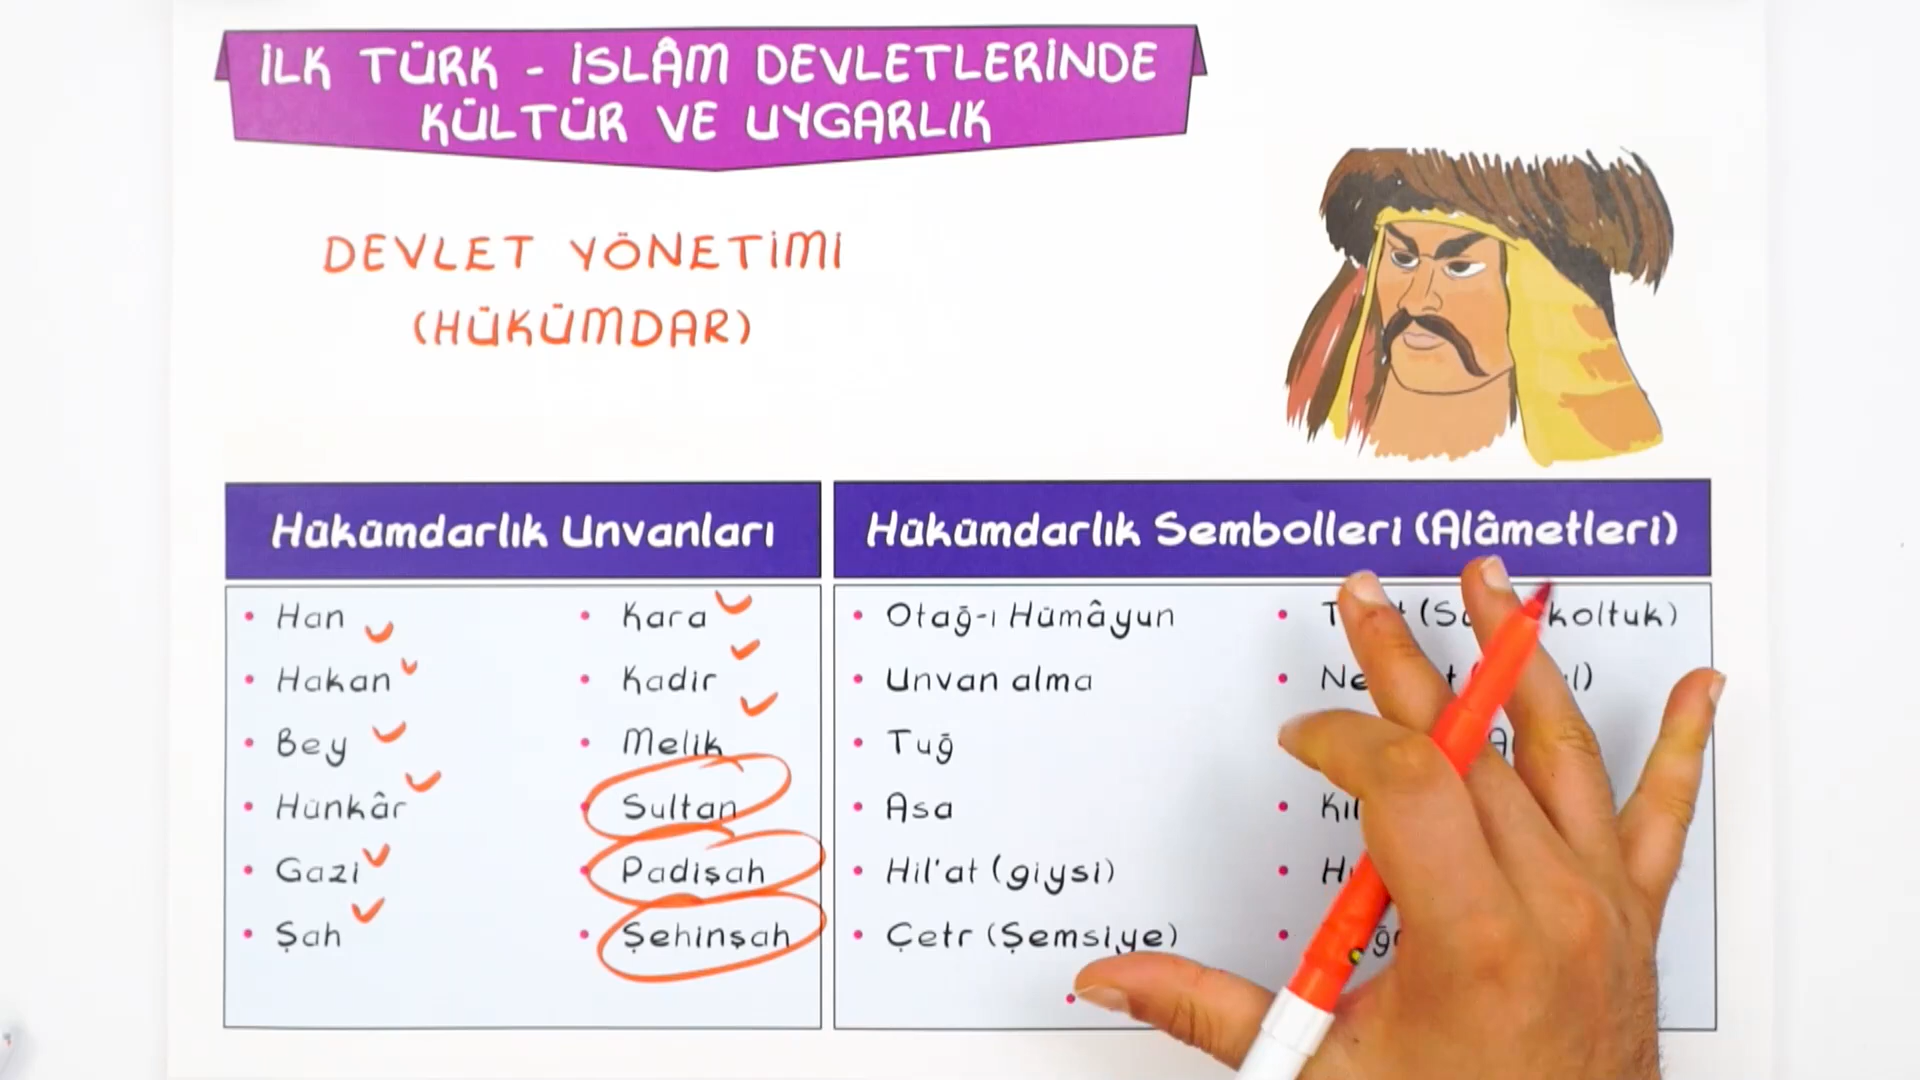 İLK TÜRK - İSLÂM DEVLETLERİNDE
KÜLTÜR VE UYGARLIK
DEVLET YÖNETİMİ
(HÜKÜMDAR)
Hükümdarlık Unvanları
Han
Hakan
Bey
Hünkâr
Gazi
Şah
Kara
Kadir
Melik
Sultan
Padişah
Şehinşah
Hükümdarlık Sembolleri (Alâmetleri)
Otağ-ı Hümâyun
Unvan alma
Tuğ
Asa
Hil'at (giysi)
Çetr (Şemsiye)
koltuk)